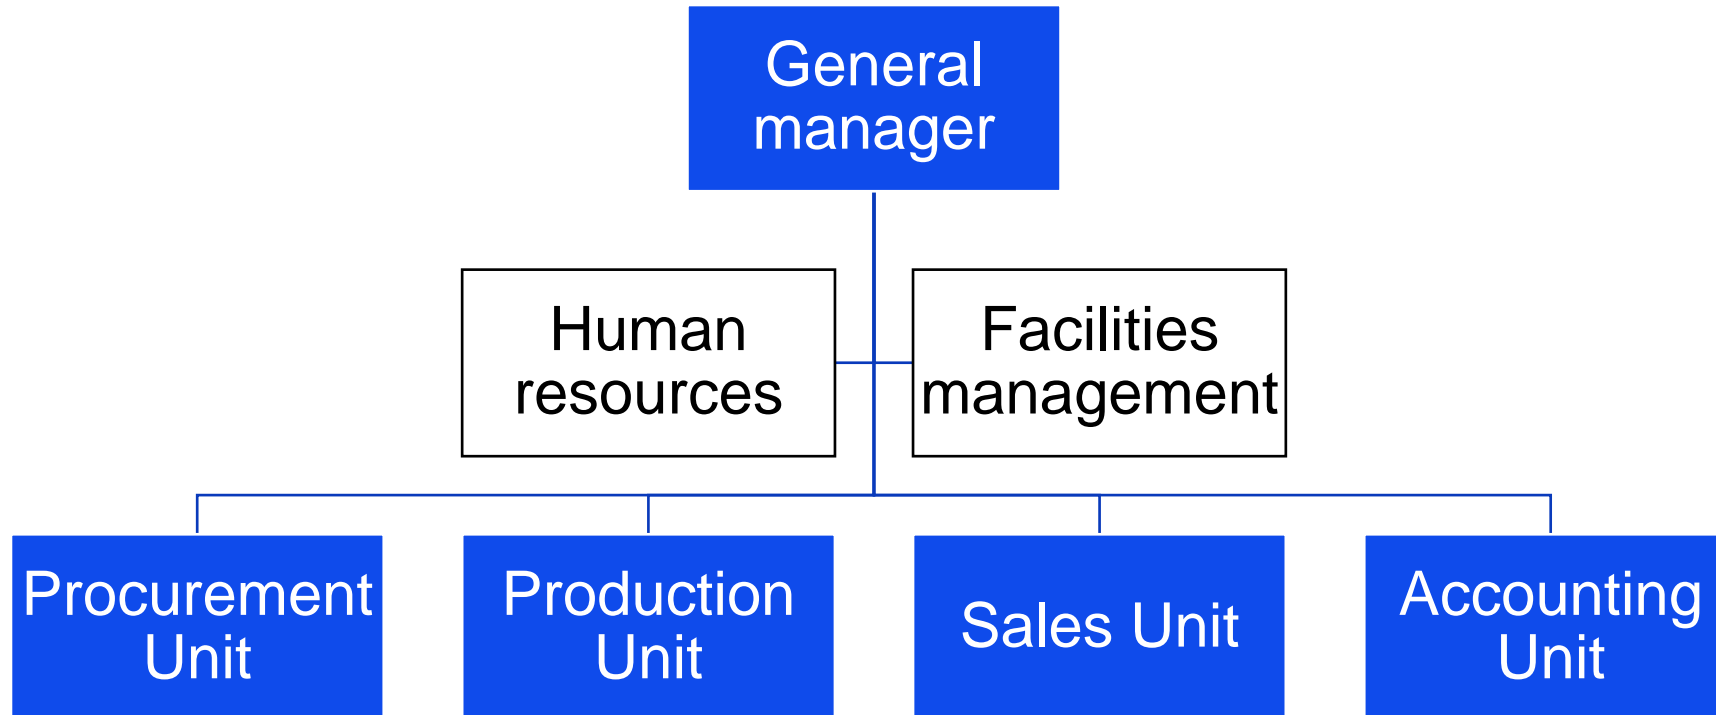 General
manager
Human
resources
Facilities
management
Procurement
Unit
Production
Unit
Sales Unit
Accounting
Unit